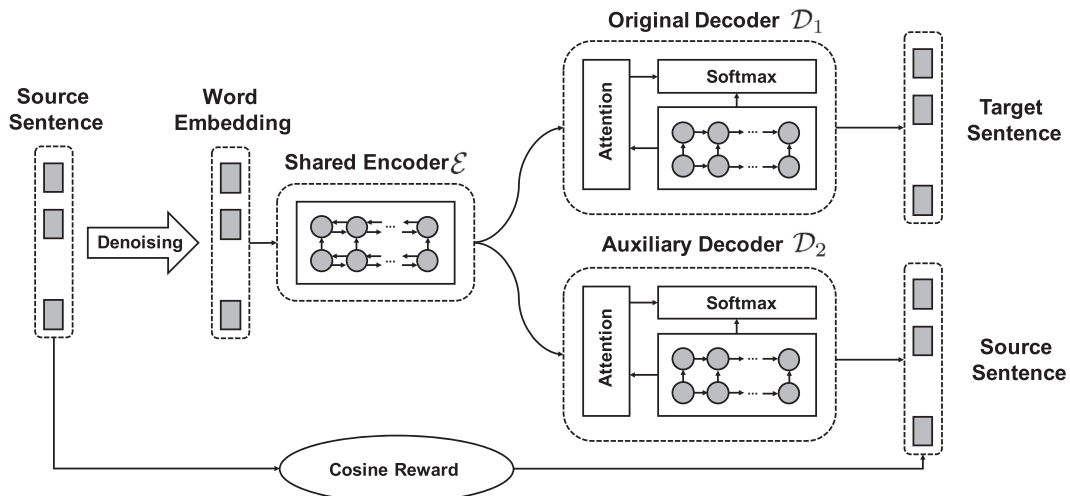 Original Decoder 𝒟₁
Source
Sentence
Word
Embedding
Shared Encoder ℰ
Denoising
...
...
Attention
Softmax
...
...
Target
Sentence
Auxiliary Decoder 𝒟₂
Attention
Softmax
...
...
Source
Sentence
Cosine Reward